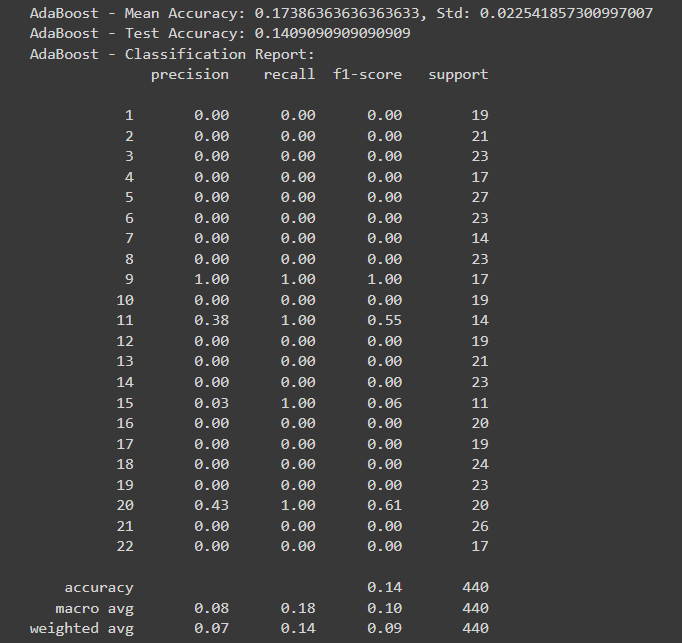 AdaBoost - Mean Accuracy: 0.17386363636363633, Std: 0.022541857300997007
AdaBoost - Test Accuracy: 0.1409090909090909
AdaBoost - Classification Report:
precision recall f1-score support
1 0.00 0.00 0.00 19
2 0.00 0.00 0.00 21
3 0.00 0.00 0.00 23
4 0.00 0.00 0.00 17
5 0.00 0.00 0.00 27
6 0.00 0.00 0.00 23
7 0.00 0.00 0.00 14
8 0.00 0.00 0.00 23
9 1.00 1.00 1.00 17
10 0.00 0.00 0.00 19
11 0.38 1.00 0.55 14
12 0.00 0.00 0.00 19
13 0.00 0.00 0.00 21
14 0.00 0.00 0.00 23
15 0.03 1.00 0.06 11
16 0.00 0.00 0.00 20
17 0.00 0.00 0.00 19
18 0.00 0.00 0.00 24
19 0.00 0.00 0.00 23
20 0.43 1.00 0.61 20
21 0.00 0.00 0.00 26
22 0.00 0.00 0.00 17
accuracy 0.14 440
macro avg 0.08 0.18 0.10 440
weighted avg 0.07 0.14 0.09 440